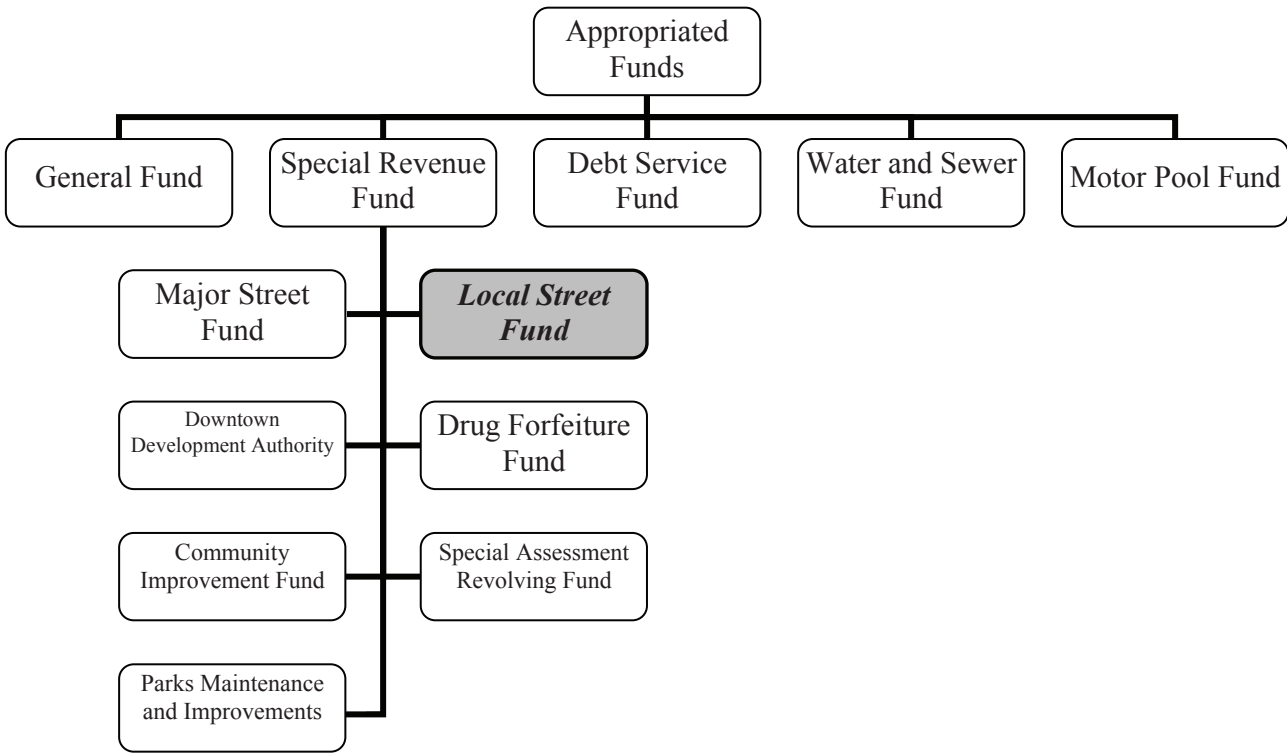 Appropriated
Funds
General Fund
Special Revenue
Fund
Debt Service
Fund
Water and Sewer
Fund
Motor Pool Fund
Major Street
Fund
Local Street
Fund
Downtown
Development Authority
Drug Forfeiture
Fund
Community
Improvement Fund
Special Assessment
Revolving Fund
Parks Maintenance
and Improvements